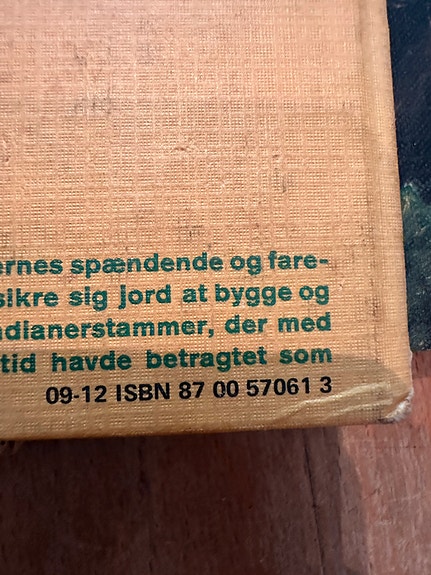 ernes spændende og fare-
sikre sig jord at bygge og
ndianerstammer, der med
tid havde betragtet som
09-12 ISBN 87 00 57061 3